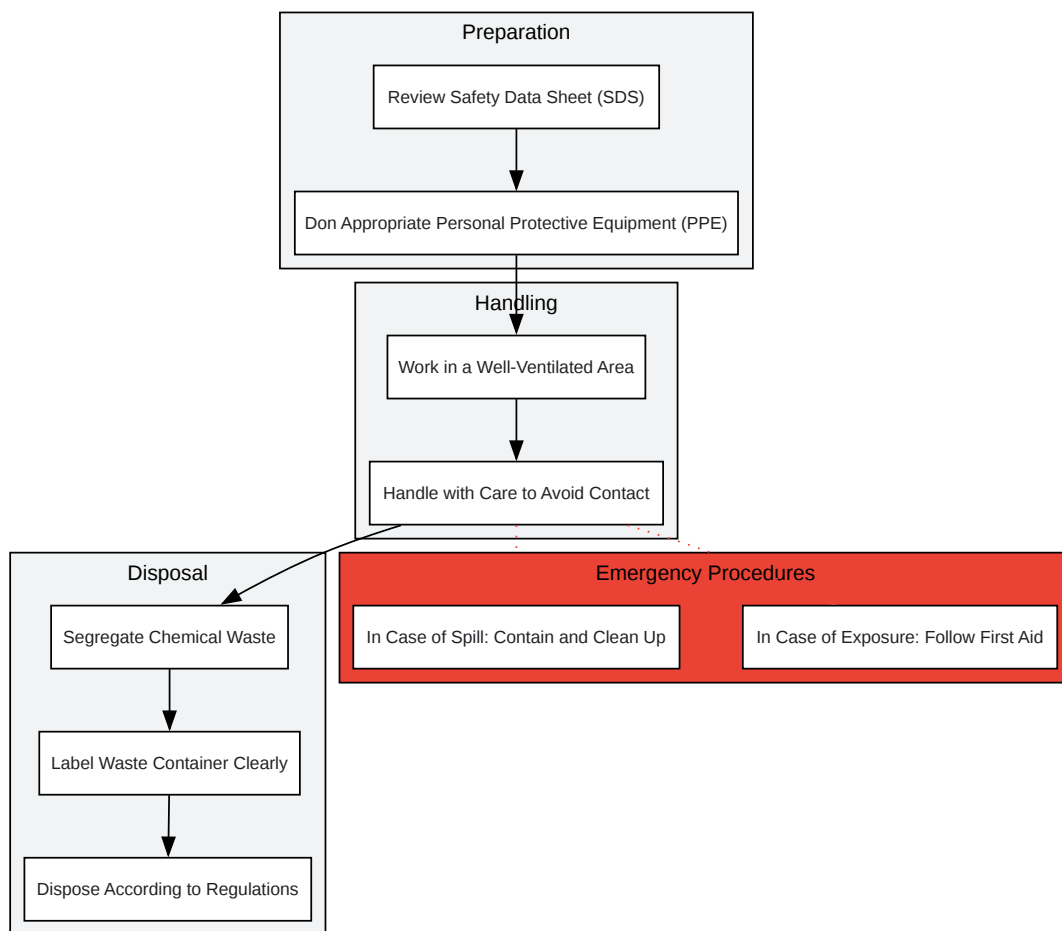 Preparation
Review Safety Data Sheet (SDS)
Don Appropriate Personal Protective Equipment (PPE)
Handling
Work in a Well-Ventilated Area
Handle with Care to Avoid Contact
Disposal
Segregate Chemical Waste
Label Waste Container Clearly
Dispose According to Regulations
Emergency Procedures
In Case of Spill: Contain and Clean Up
In Case of Exposure: Follow First Aid